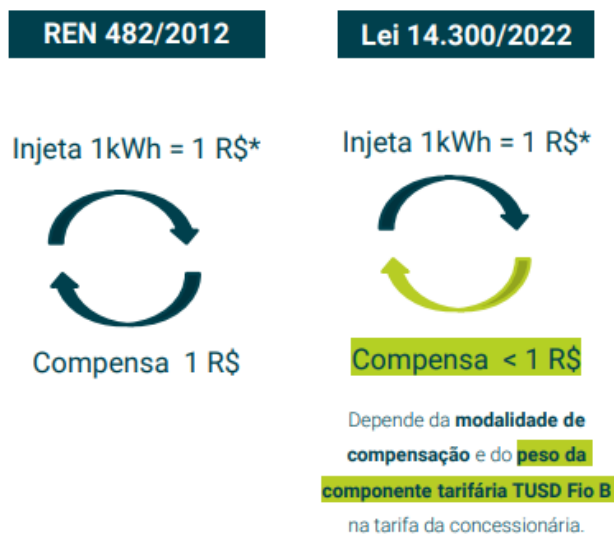 REN 482/2012
Injeta 1kWh = 1 R$*
Compensa 1 R$
Lei 14.300/2022
Injeta 1kWh = 1 R$*
Compensa < 1 R$
Depende da modalidade de
compensação e do peso da
componente tarifária TUSD Fio B
na tarifa da concessionária.